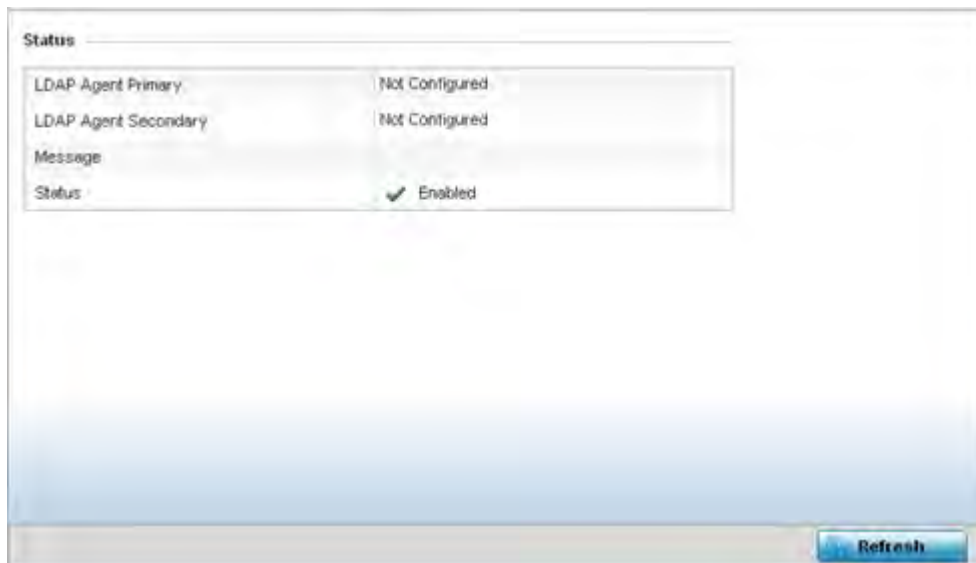 Status
LDAP Agent Primary Not Configured
LDAP Agent Secondary Not Configured
Message
Status Enabled
Refresh